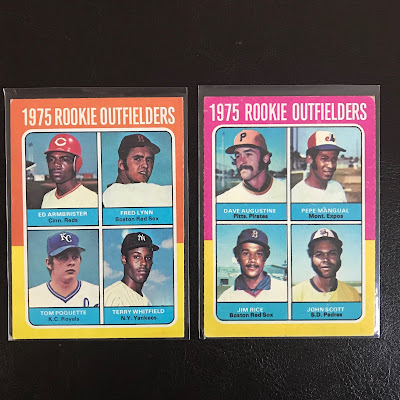 1975 ROOKIE OUTFIELDERS
ED ARMBRISTER
Cinn. Reds
FRED LYNN
Boston Red Sox
TOM POQUETTE
K.C. Royals
TERRY WHITFIELD
N.Y. Yankees
1975 ROOKIE OUTFIELDERS
DAVE AUGUSTINE
Pitts. Pirates
PEPE MANGUAL
Mont. Expos
JIM RICE
Boston Red Sox
JOHN SCOTT
S.D. Padres